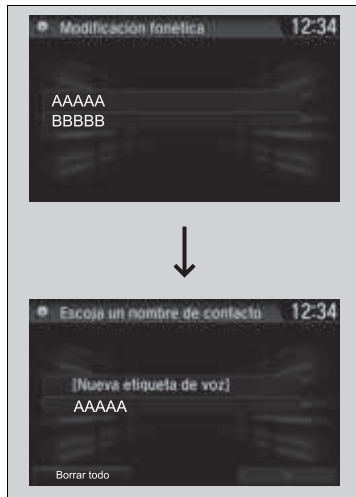 Modificación fonética 12:34
AAAAA
BBBBB
Escoja un nombre de contacto 12:34
[Nueva etiqueta de voz]
AAAAA
Borrar todo